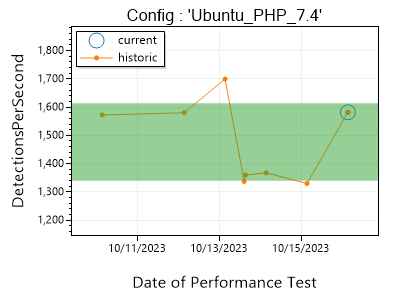 Config : 'Ubuntu_PHP_7.4'
current
historic
DetectionsPerSecond
1,800
1,700
1,600
1,500
1,400
1,300
1,200
10/11/2023
10/13/2023
10/15/2023
Date of Performance Test